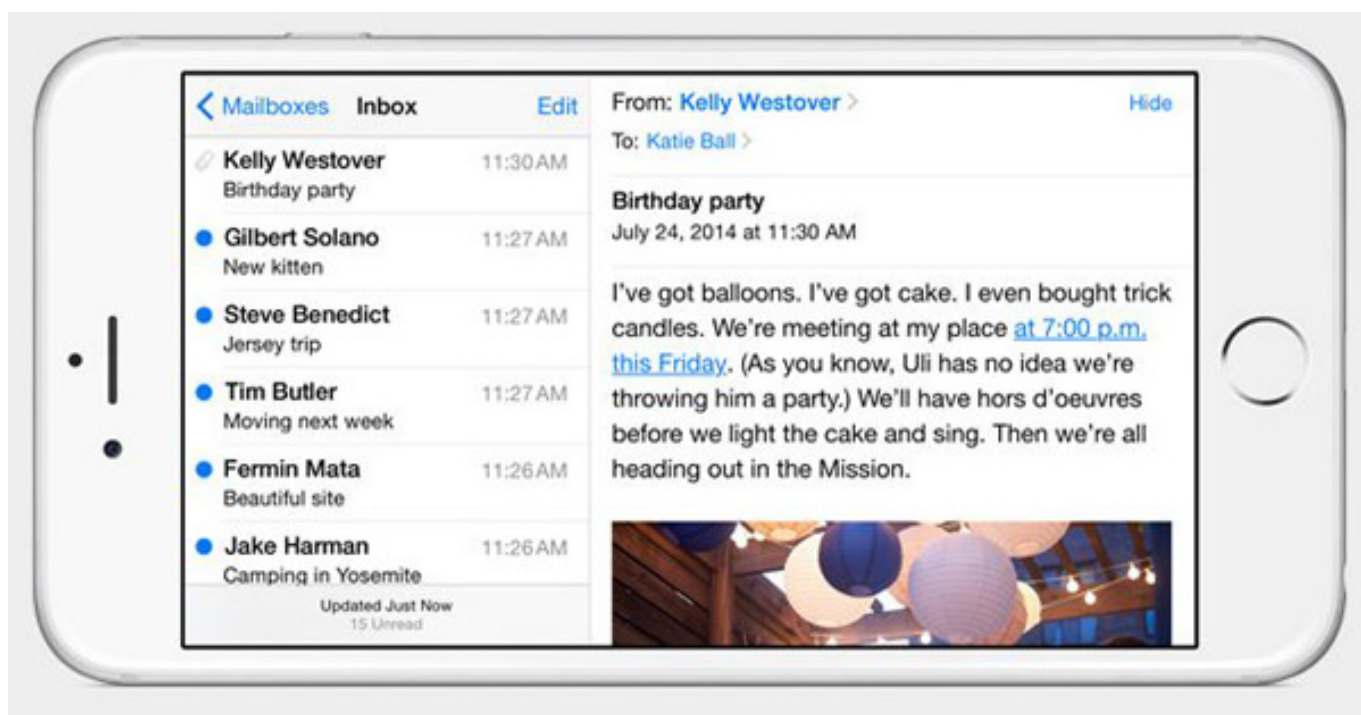 Mailboxes Inbox Edit
Kelly Westover 11:30 AM
Birthday party
Gilbert Solano 11:27 AM
New kitten
Steve Benedict 11:27 AM
Jersey trip
Tim Butler 11:27 AM
Moving next week
Fermin Mata 11:26 AM
Beautiful site
Jake Harman 11:26 AM
Camping in Yosemite
Updated Just Now
15 Unread
From: Kelly Westover
Hide
To: Katie Ball
Birthday party
July 24, 2014 at 11:30 AM
I've got balloons. I've got cake. I even bought trick
candles. We're meeting at my place at 7:00 p.m.
this Friday. (As you know, Uli has no idea we're
throwing him a party.) We'll have hors d'oeuvres
before we light the cake and sing. Then we're all
heading out in the Mission.